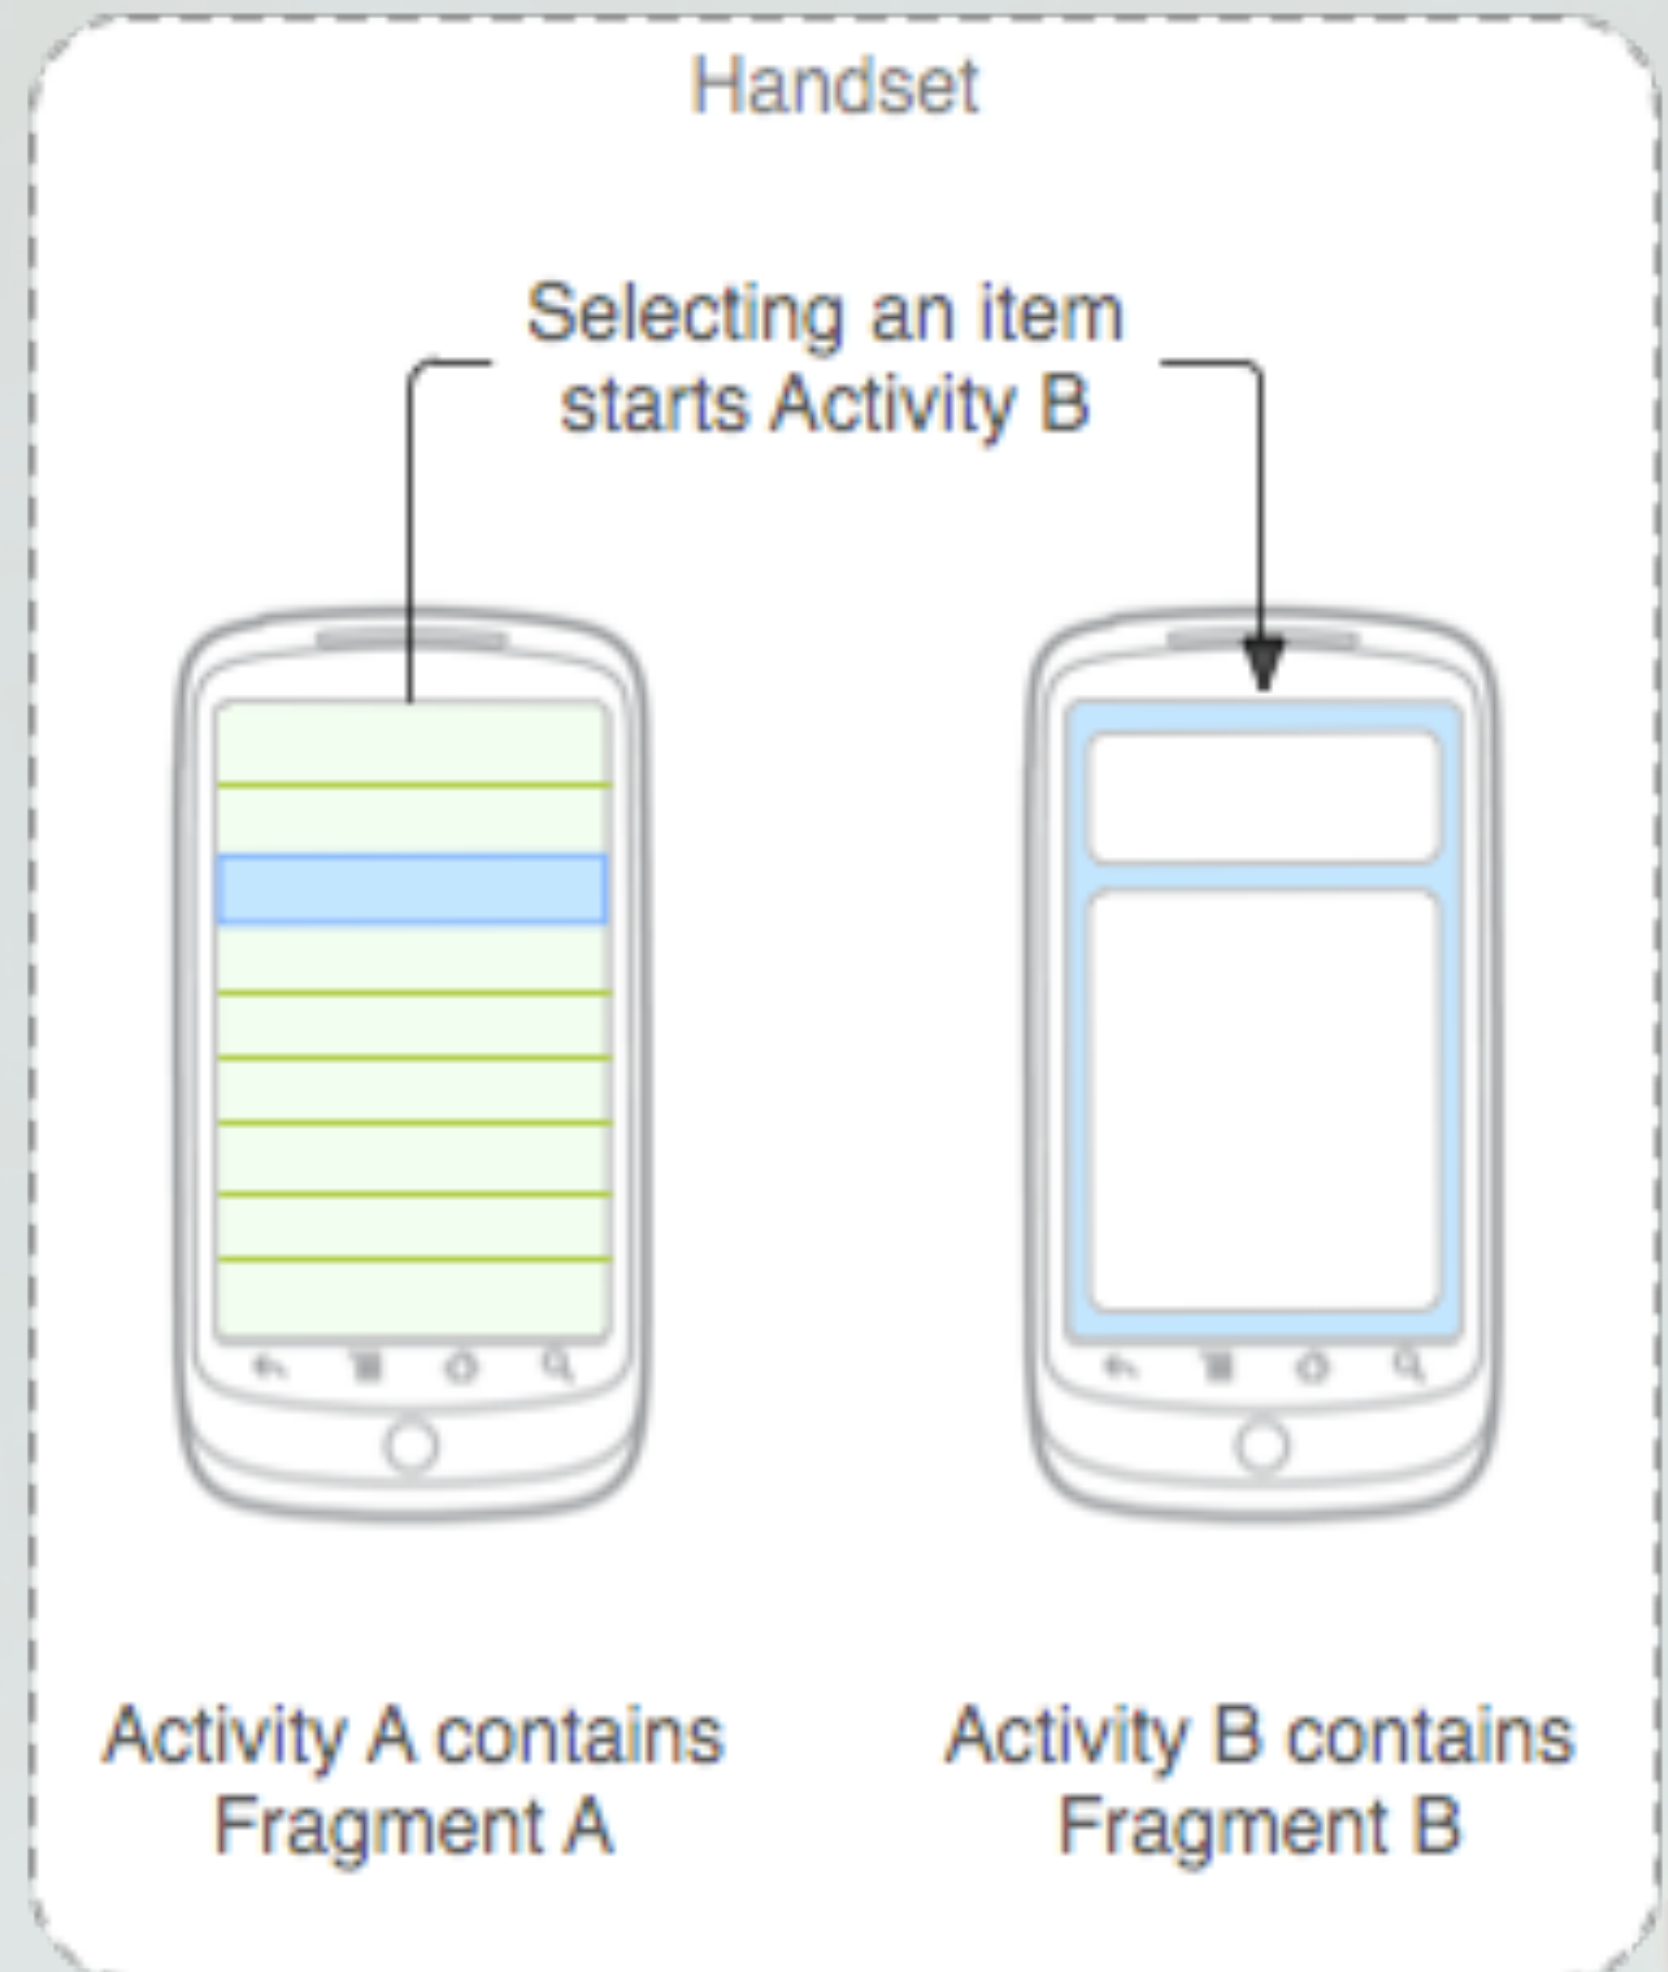 Handset
Selecting an item
starts Activity B
Activity A contains
Fragment A
Activity B contains
Fragment B